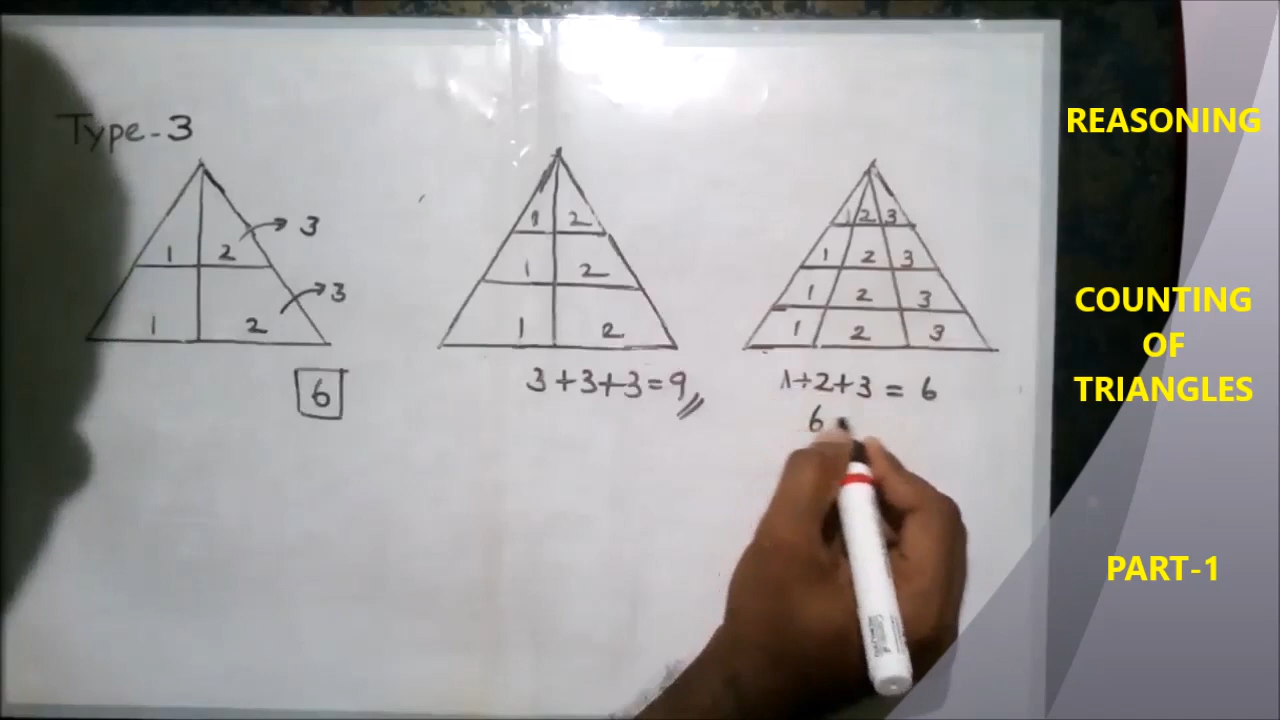 Type-3
1 2 → 3
1 2 → 3
6
1 2
1 2
1 2
3+3+3=9
1 2 3
1 2 3
1 2 3
1 2 3
1+2+3 = 6
6
REASONING
COUNTING
OF
TRIANGLES
PART-1